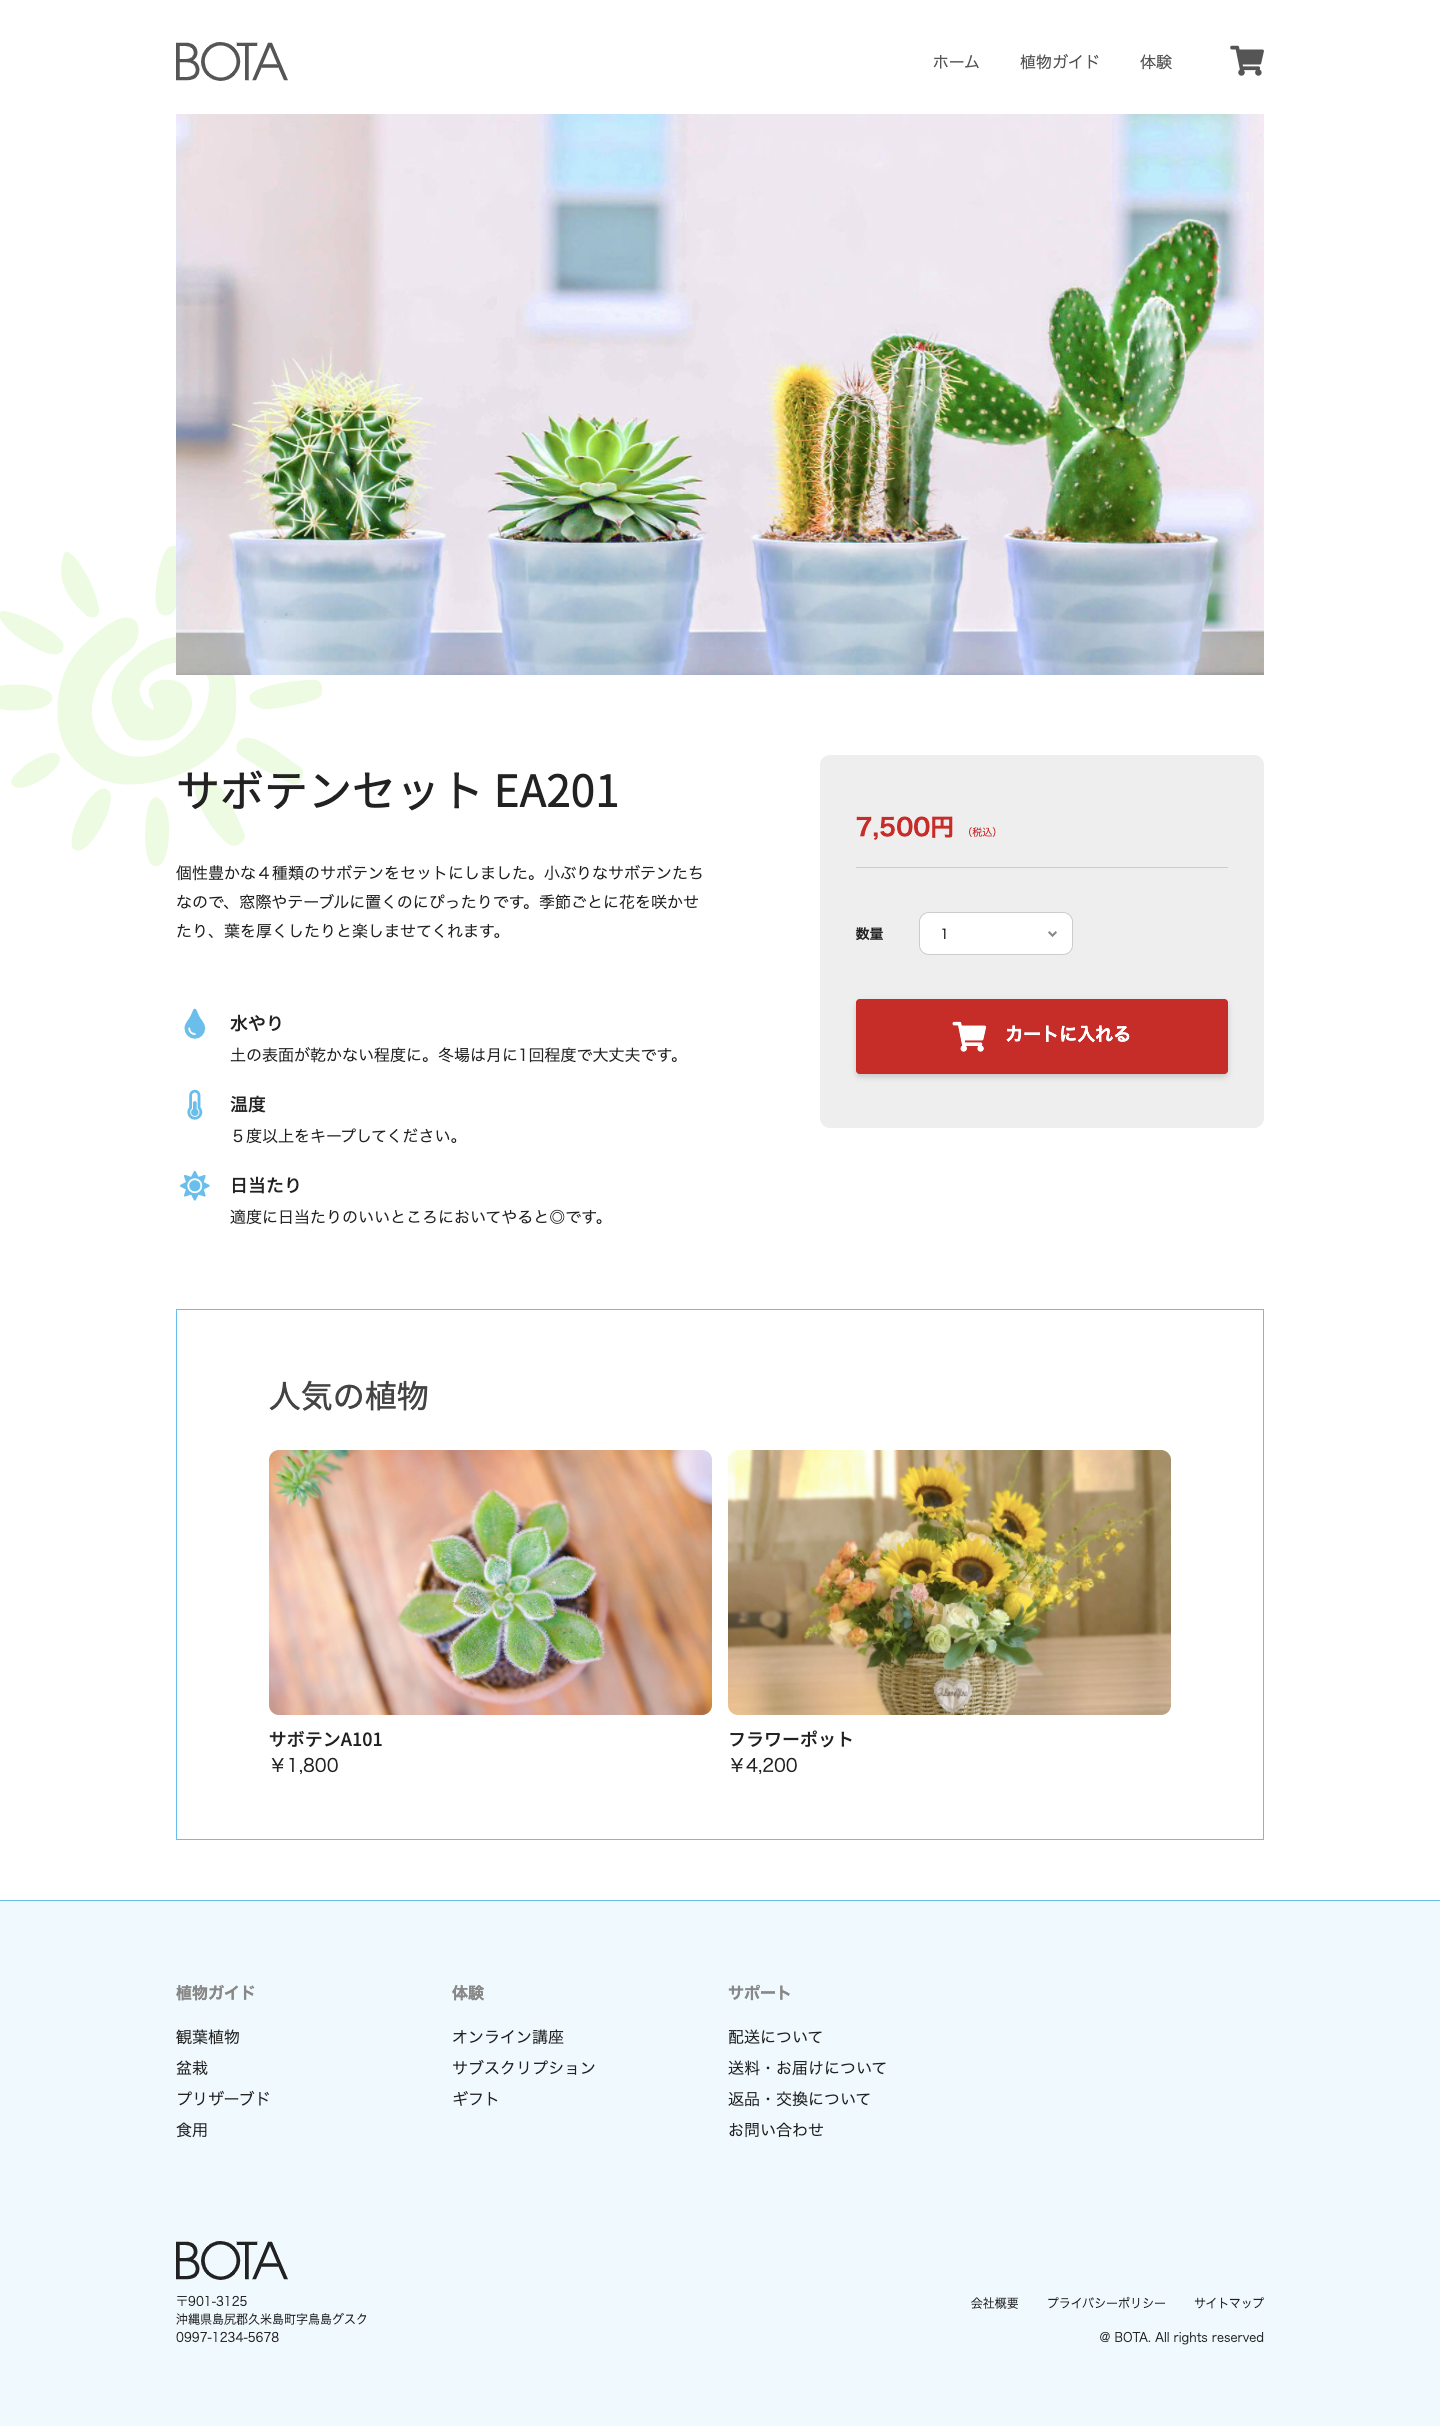 BOTA
ホーム 植物ガイド 体験
サボテンセット EA201
個性豊かな４種類のサボテンをセットにしました。小ぶりなサボテンたち
なので、窓際やテーブルに置くのにぴったりです。季節ごとに花を咲かせ
たり、葉を厚くしたりと楽しませてくれます。
水やり
土の表面が乾かない程度に。冬場は月に1回程度で大丈夫です。
温度
５度以上をキープしてください。
日当たり
適度に日当たりのいいところにおいてやると◎です。
7,500円 （税込）
数量 1
カートに入れる
人気の植物
サボテンA101
￥1,800
フラワーポット
￥4,200
植物ガイド
観葉植物
盆栽
プリザーブド
食用
体験
オンライン講座
サブスクリプション
ギフト
サポート
配送について
送料・お届けについて
返品・交換について
お問い合わせ
BOTA
〒901-3125
沖縄県島尻郡久米島町字鳥島グスク
0997-1234-5678
会社概要 プライバシーポリシー サイトマップ
@ BOTA. All rights reserved